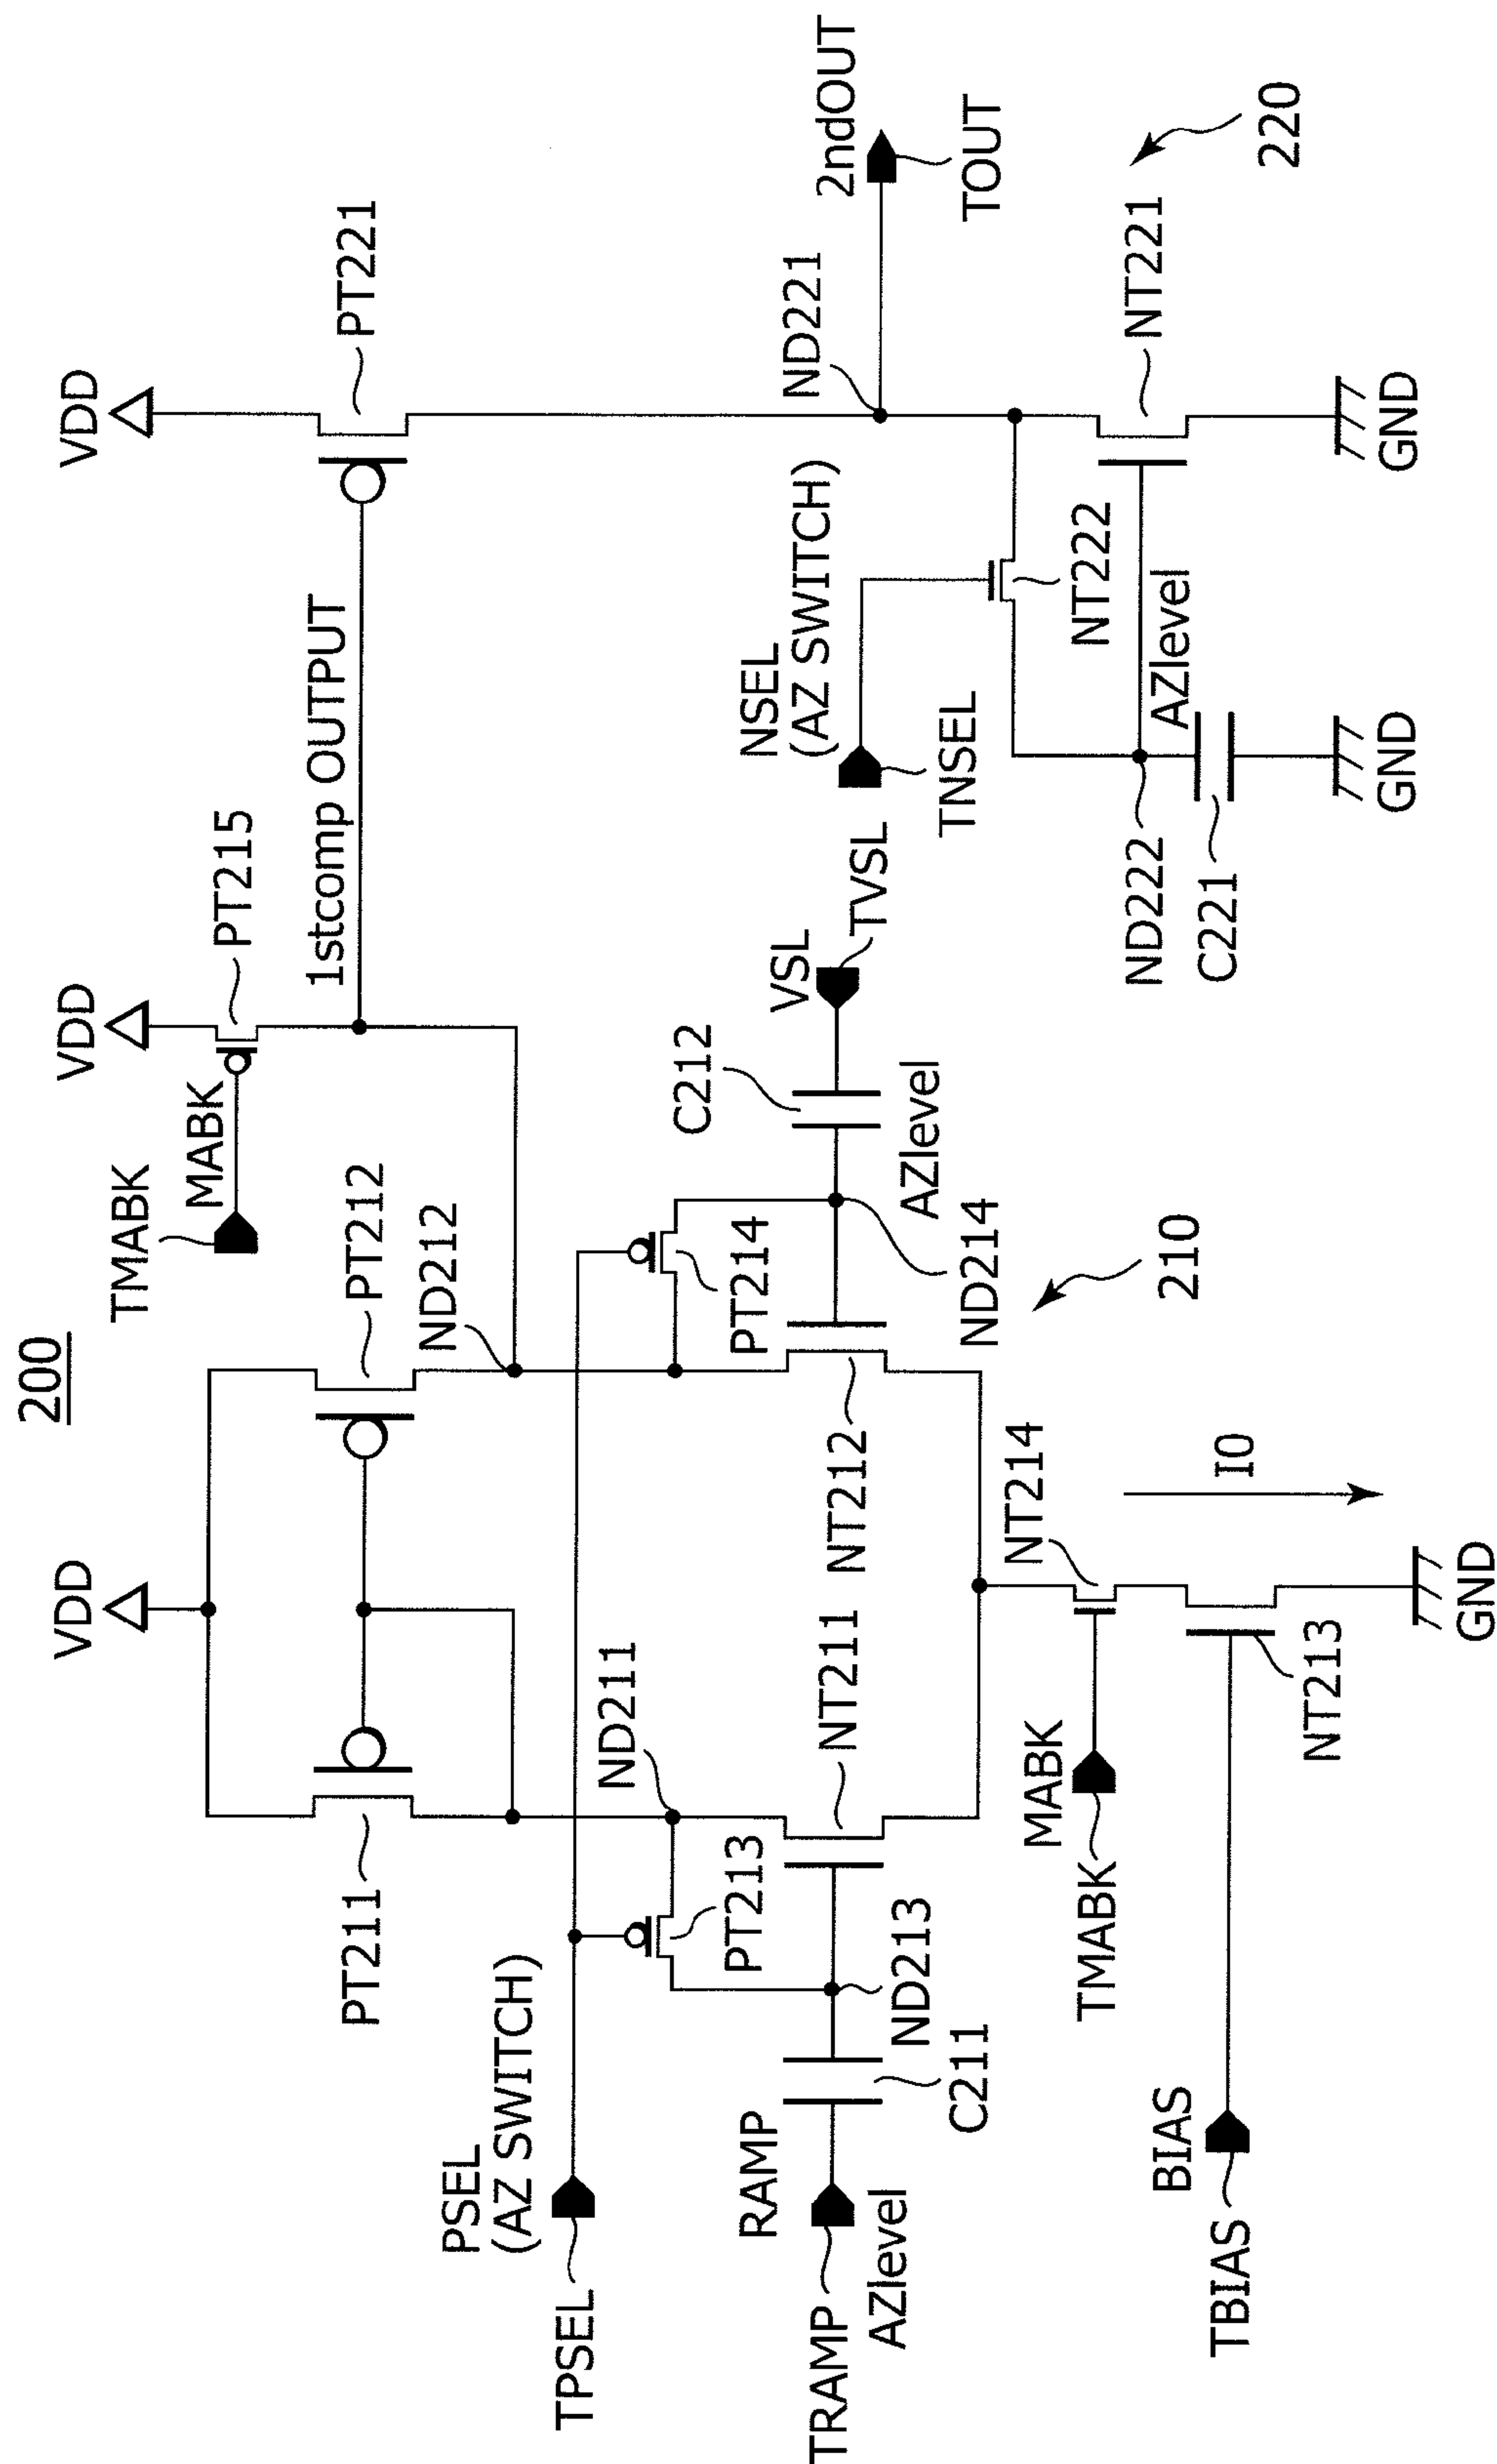 200
VDD
VDD
VDD
TMABK
MABK
PT215
PT211
PT212
1stcomp OUTPUT
PT221
ND212
PSEL
(AZ SWITCH)
TPSEL
ND211
PT213
PT214
C212
VSL
TVSL
NSEL
(AZ SWITCH)
TNSEL
ND221
2ndOUT
TOUT
RAMP
TRAMP
AZlevel
C211
ND213
NT211
NT212
AZlevel
ND214
NT222
AZlevel
NT221
ND222
C221
MABK
TMABK
NT214
210
220
BIAS
TBIAS
NT213
I0
GND
GND
GND